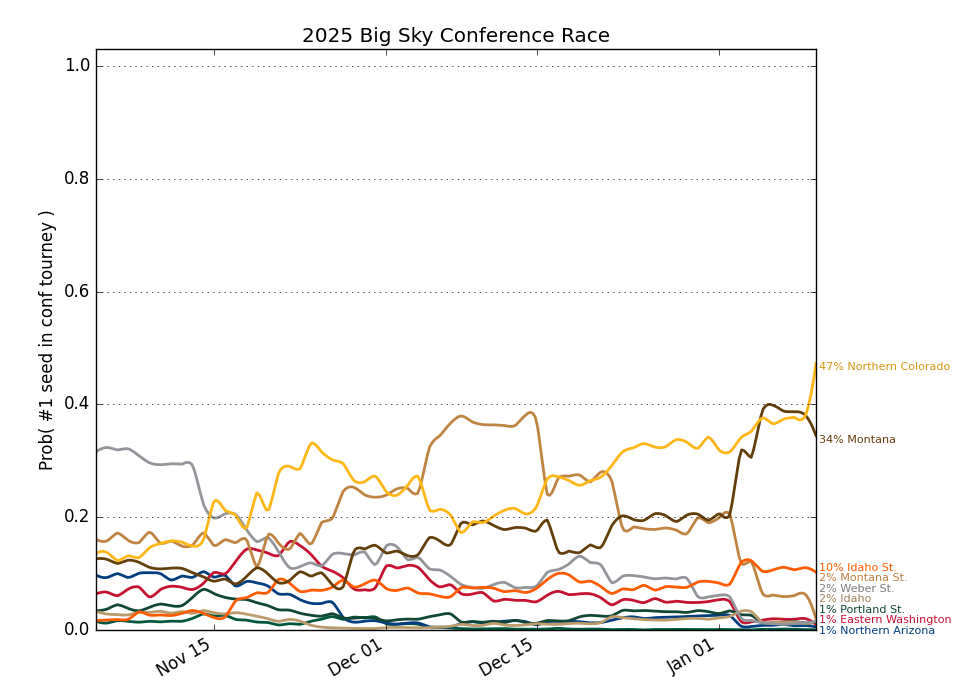 2025 Big Sky Conference Race
Prob( #1 seed in conf tourney )
1.0
0.8
0.6
0.4
0.2
0.0
Nov 15
Dec 01
Dec 15
Jan 01
47% Northern Colorado
34% Montana
10% Idaho St.
2% Montana St.
2% Weber St.
2% Idaho
1% Portland St.
1% Eastern Washington
1% Northern Arizona